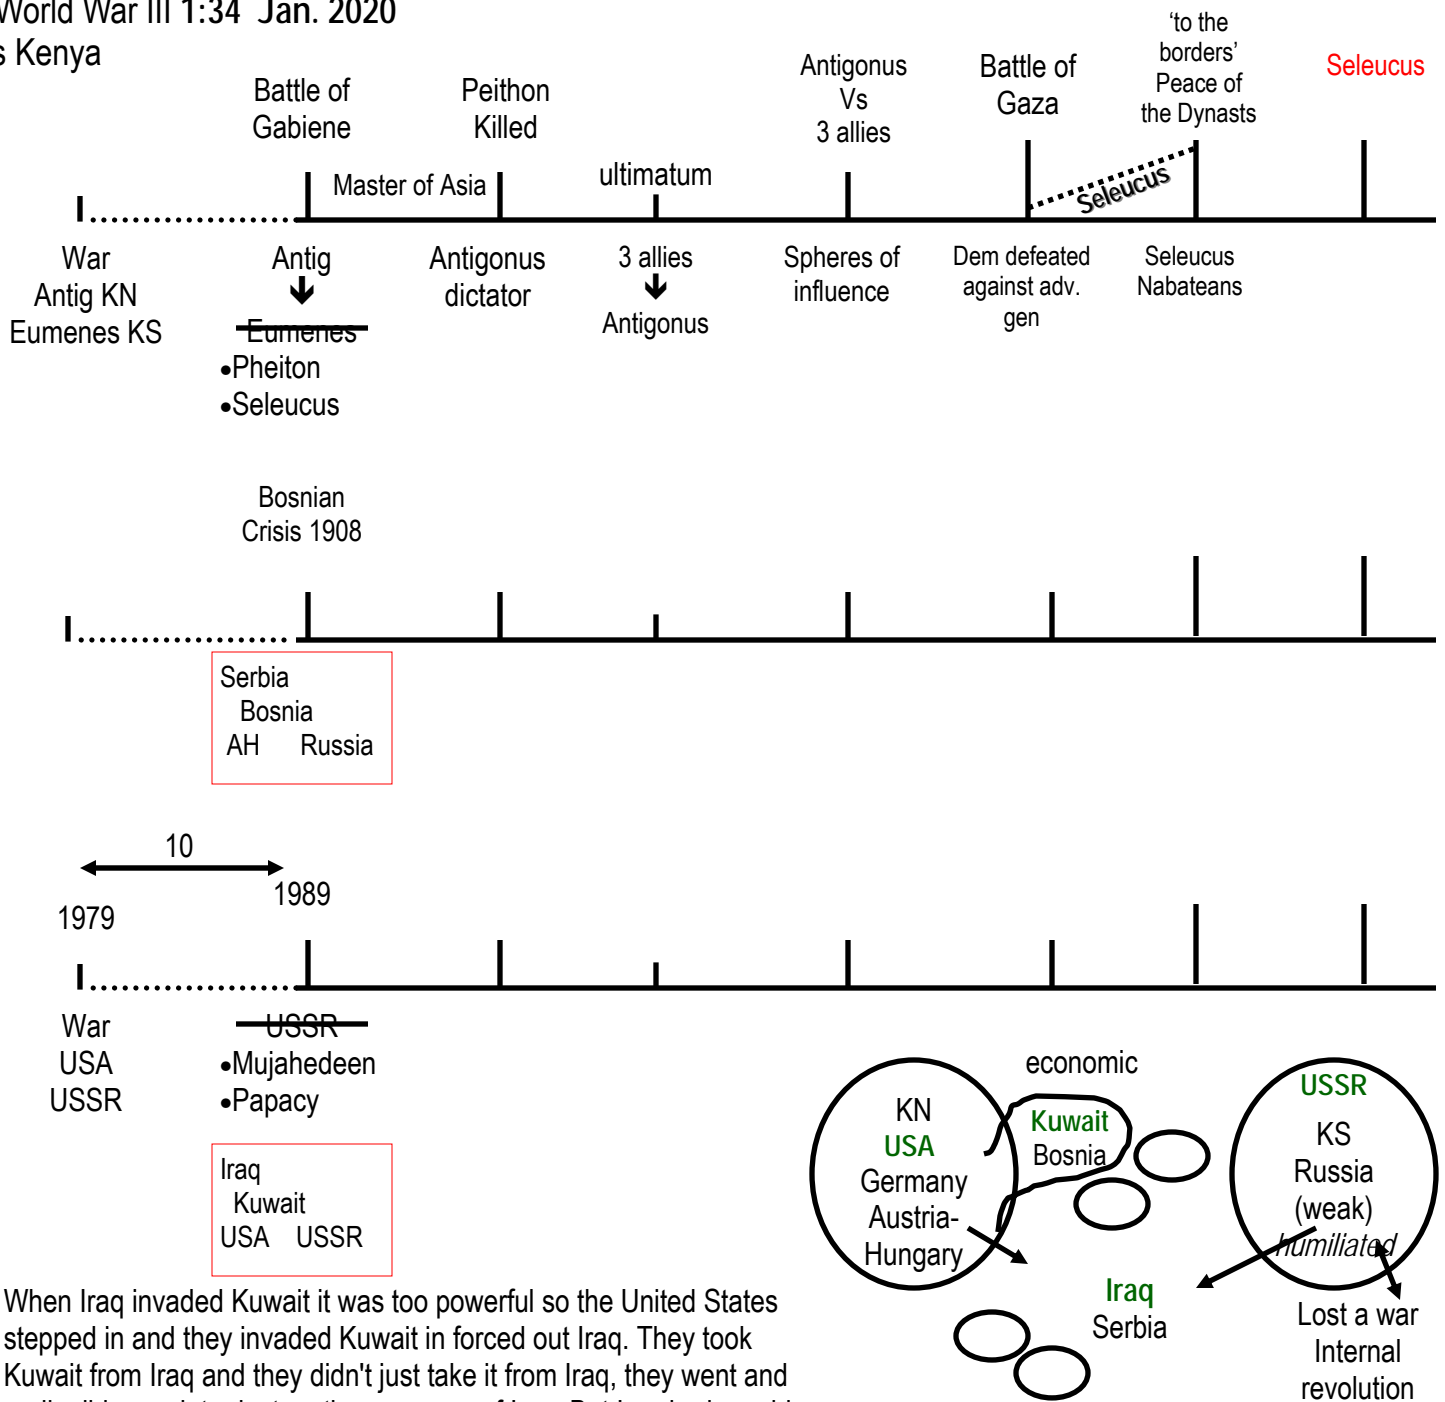 World War III 1:34 Jan. 2020
s Kenya
Battle of
Gabiene
Peithon
Killed
Antigonus
Vs
3 allies
Battle of
Gaza
‘to the
borders’
Peace of
the Dynasts
Seleucus
Master of Asia
ultimatum
Seleucus
War
Antig KN
Eumenes KS
Antig
Eumenes
•Pheiton
•Seleucus
Antigonus
dictator
3 allies
Antigonus
Spheres of
influence
Dem defeated
against adv.
gen
Seleucus
Nabateans
Bosnian
Crisis 1908
Serbia
Bosnia
AH Russia
10
1979
1989
War
USA
USSR
USSR
•Mujahedeen
•Papacy
Iraq
Kuwait
USA USSR
KN
USA
Germany
Austria-
Hungary
economic
Kuwait
Bosnia
USSR
KS
Russia
(weak)
humiliated
Iraq
Serbia
Lost a war
Internal
revolution
When Iraq invaded Kuwait it was too powerful so the United States
stepped in and they invaded Kuwait in forced out Iraq. They took
Kuwait from Iraq and they didn't just take it from Iraq, they went and